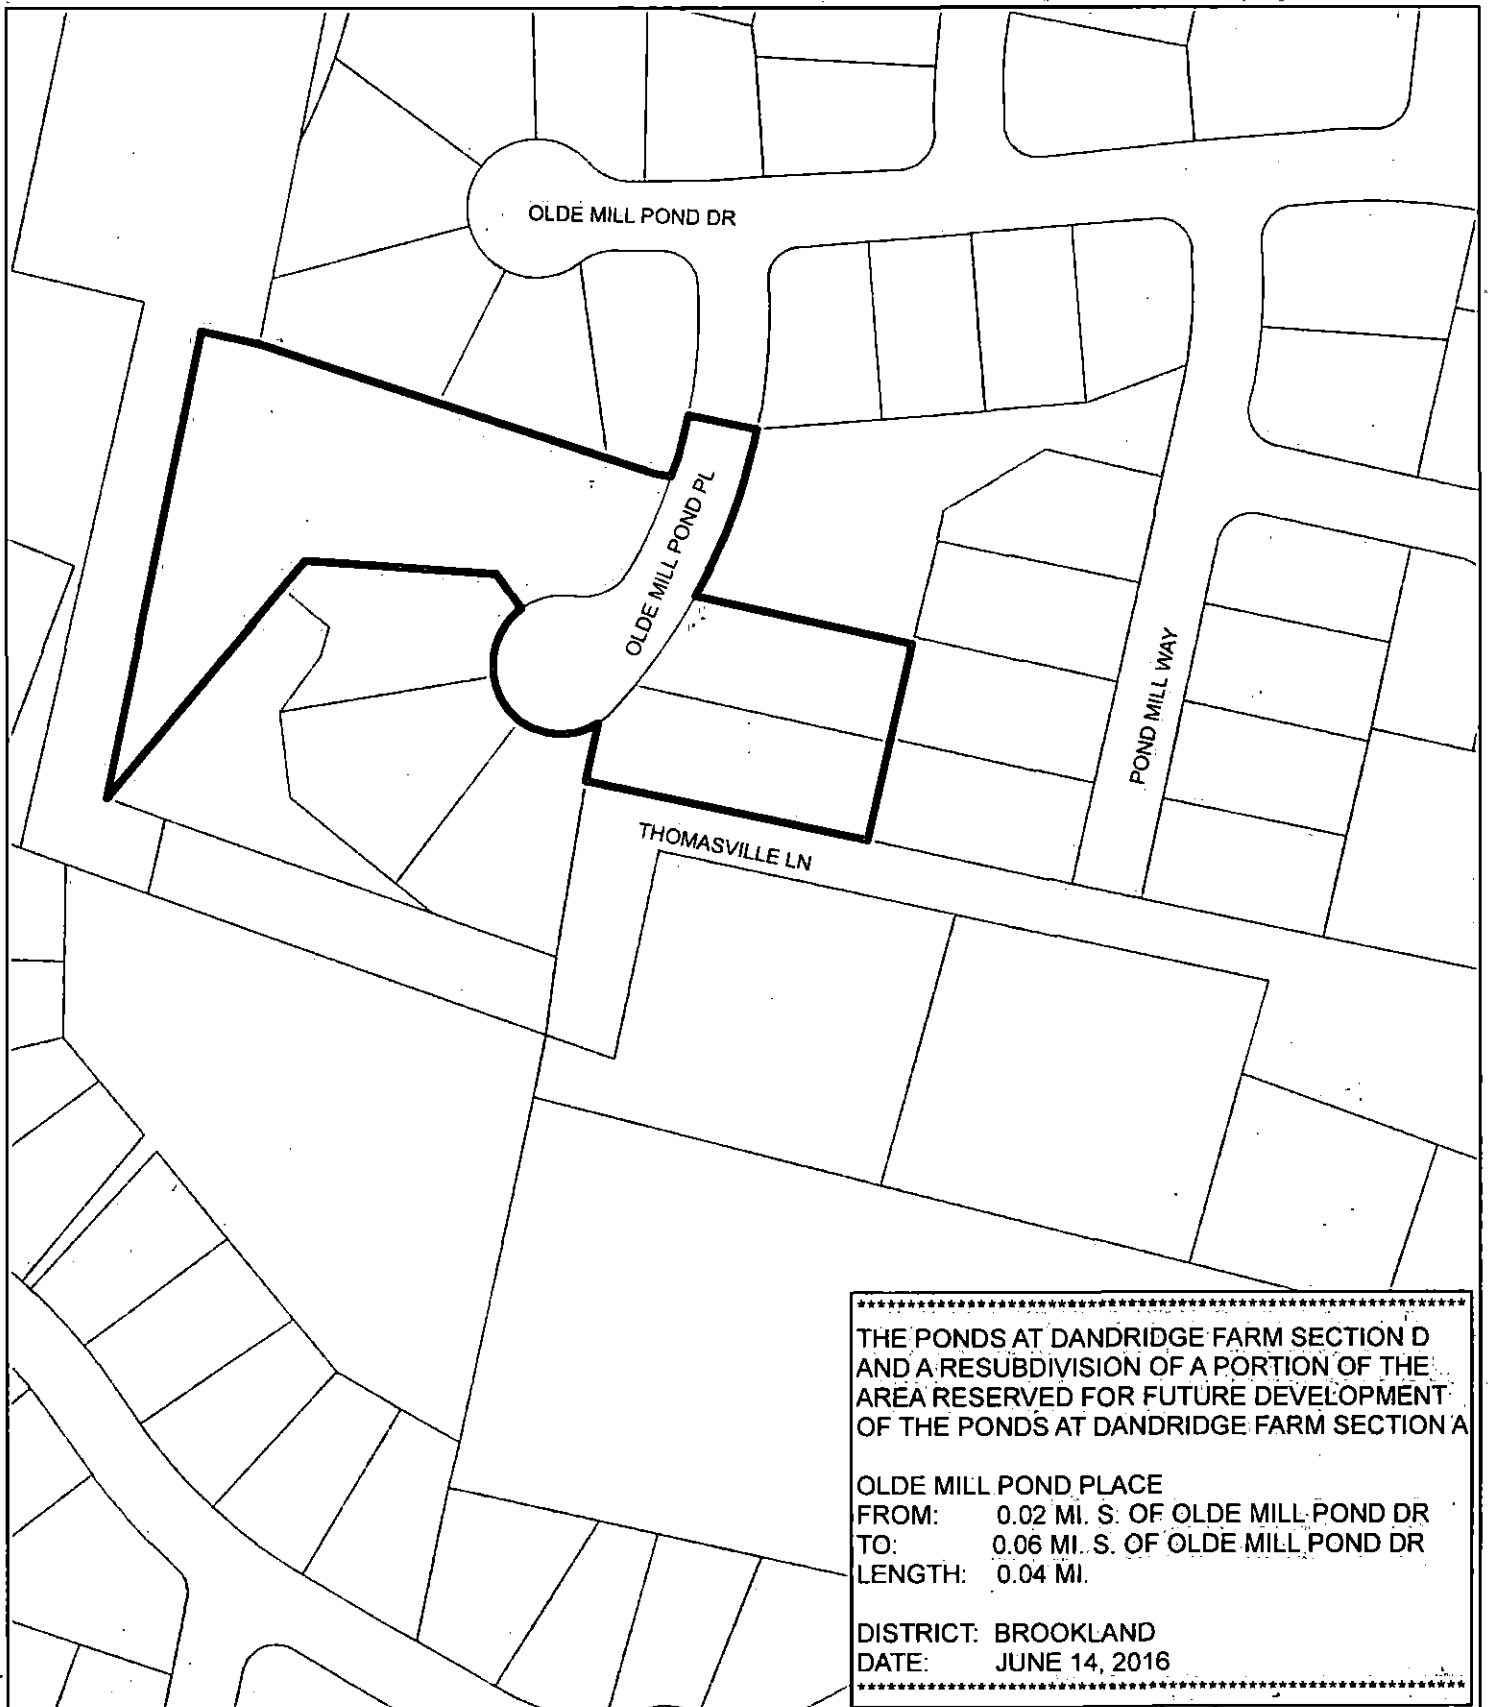 OLDE MILL POND DR
OLDE MILL POND PL
POND MILL WAY
THOMASVILLE LN
****************************************************************
THE PONDS AT DANDRIDGE FARM SECTION D
AND A RESUBDIVISION OF A PORTION OF THE
AREA RESERVED FOR FUTURE DEVELOPMENT
OF THE PONDS AT DANDRIDGE FARM SECTION A
OLDE MILL POND PLACE
FROM: 0.02 MI. S. OF OLDE MILL POND DR
TO: 0.06 MI. S. OF OLDE MILL POND DR
LENGTH: 0.04 MI.
DISTRICT: BROOKLAND
DATE: JUNE 14, 2016
****************************************************************